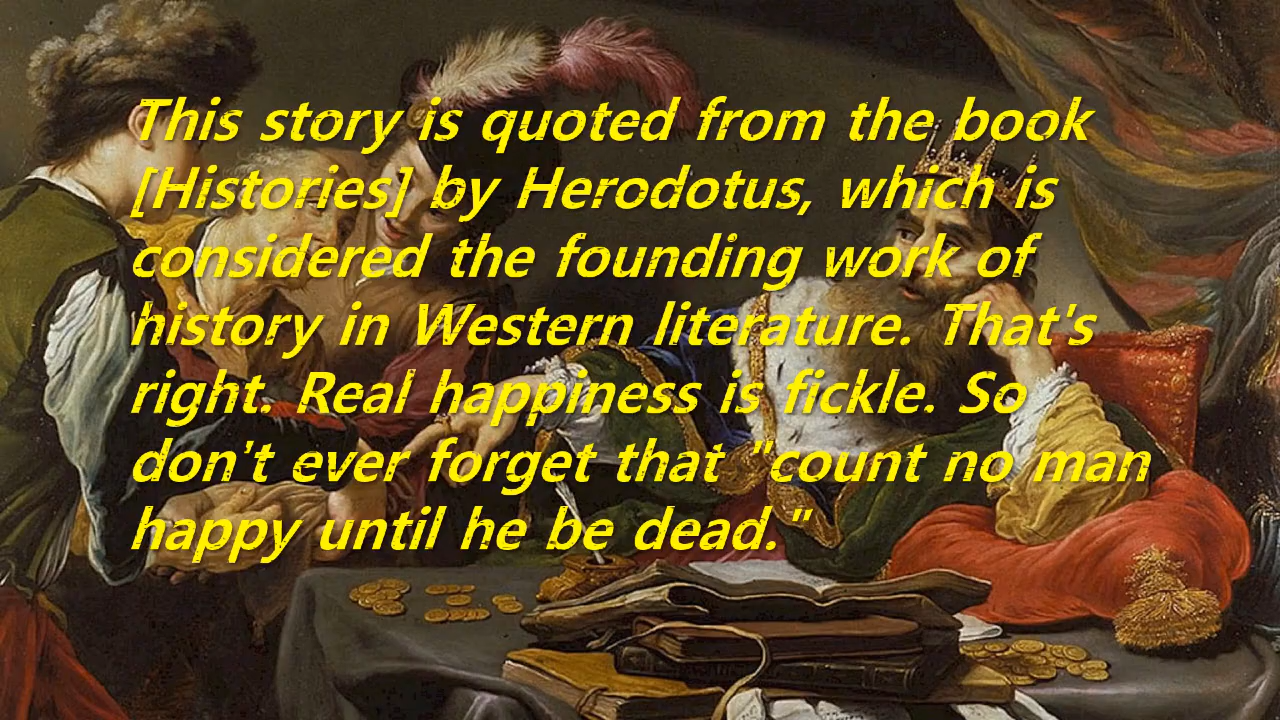 This story is quoted from the book
[Histories] by Herodotus, which is
considered the founding work of
history in Western literature. That's
right. Real happiness is fickle. So
don't ever forget that "count no man
happy until he be dead."